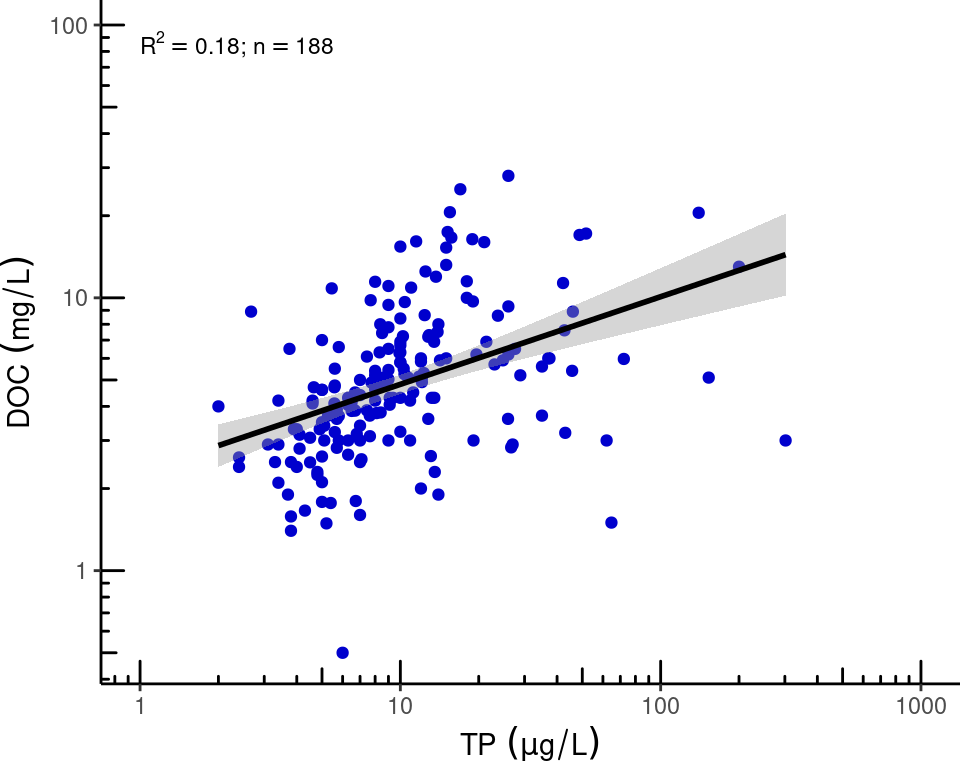 100
R² = 0.18; n = 188
10
DOC (mg/L)
1
1 10 100 1000
TP (µg/L)